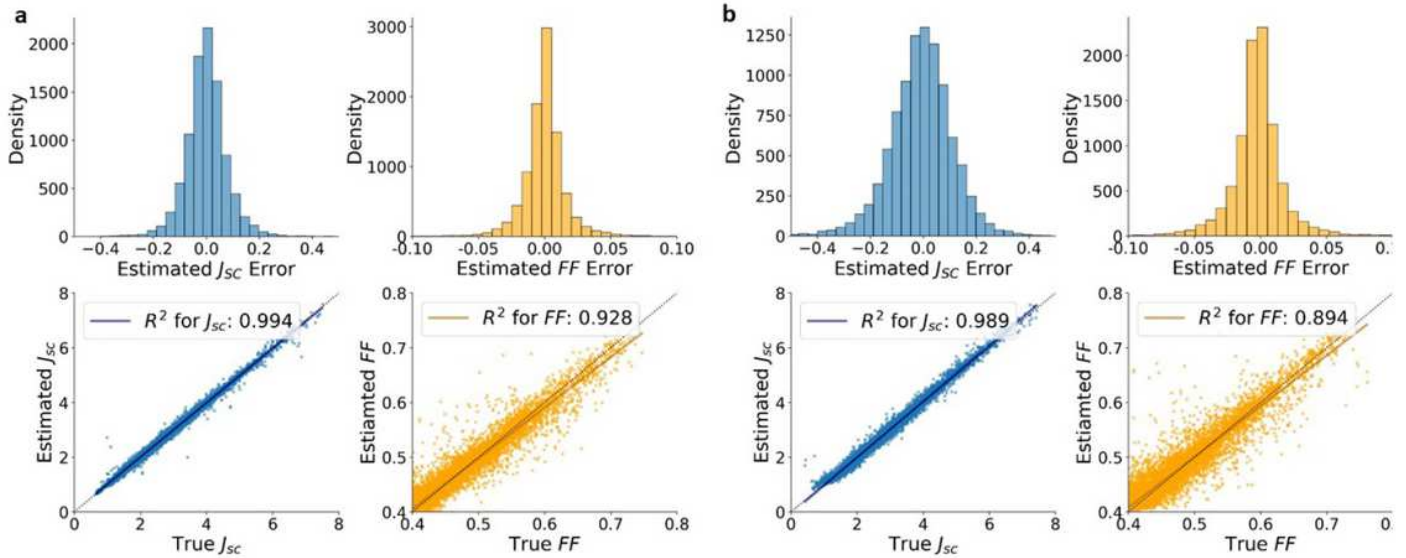 a
b
2000
1500
1000
500
0
Density
−0.4 −0.2 0.0 0.2 0.4
Estimated J_SC Error
3000
2000
1000
0
Density
-0.10 −0.05 0.00 0.05 0.10
Estimated FF Error
1250
1000
750
500
250
0
Density
−0.4 −0.2 0.0 0.2 0.4
Estimated J_SC Error
2000
1500
1000
500
0
Density
-0.10 −0.05 0.00 0.05 0.1
Estimated FF Error
8
6
4
2
0
Estimated J_sc
R² for J_sc: 0.994
0 2 4 6 8
True J_sc
0.8
0.7
0.6
0.5
0.4
Estiamted FF
R² for FF: 0.928
0.4 0.5 0.6 0.7 0.8
True FF
8
6
4
2
0
Estimated J_sc
R² for J_sc: 0.989
0 2 4 6 8
True J_sc
0.8
0.7
0.6
0.5
0.4
Estiamted FF
R² for FF: 0.894
0.4 0.5 0.6 0.7 0.8
True FF